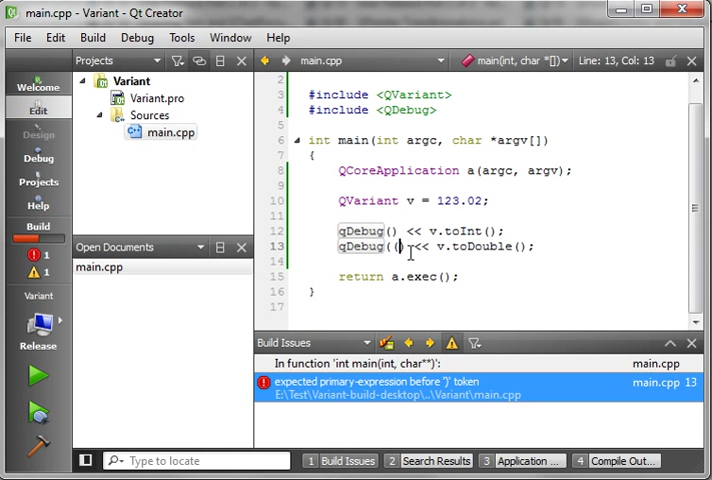 main.cpp - Variant - Qt Creator
File Edit Build Debug Tools Window Help
Projects
main.cpp
main(int, char *[])
Line: 13, Col: 13
Welcome
Edit
Design
Debug
Projects
Help
Build
1
1
Variant
Release
Variant
Variant.pro
Sources
main.cpp
Open Documents
main.cpp
2
3 #include <QVariant>
4 #include <QDebug>
5
6 int main(int argc, char *argv[])
7 {
8 QCoreApplication a(argc, argv);
9
10 QVariant v = 123.02;
11
12 qDebug() << v.toInt();
13 qDebug(() << v.toDouble();
14
15 return a.exec();
16 }
17
Build Issues
In function 'int main(int, char**)': main.cpp
expected primary-expression before ')' token main.cpp 13
E:\Test\Variant-build-desktop\..\Variant\main.cpp
Type to locate
1 Build Issues 2 Search Results 3 Application ... 4 Compile Out...